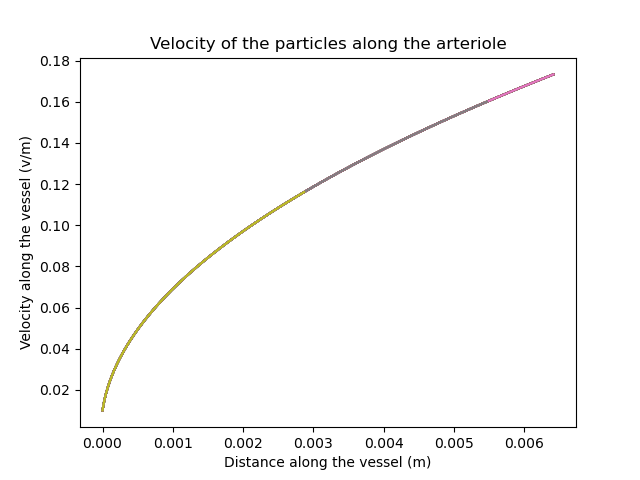 Velocity of the particles along the arteriole
Velocity along the vessel (v/m)
0.18
0.16
0.14
0.12
0.10
0.08
0.06
0.04
0.02
0.000 0.001 0.002 0.003 0.004 0.005 0.006
Distance along the vessel (m)